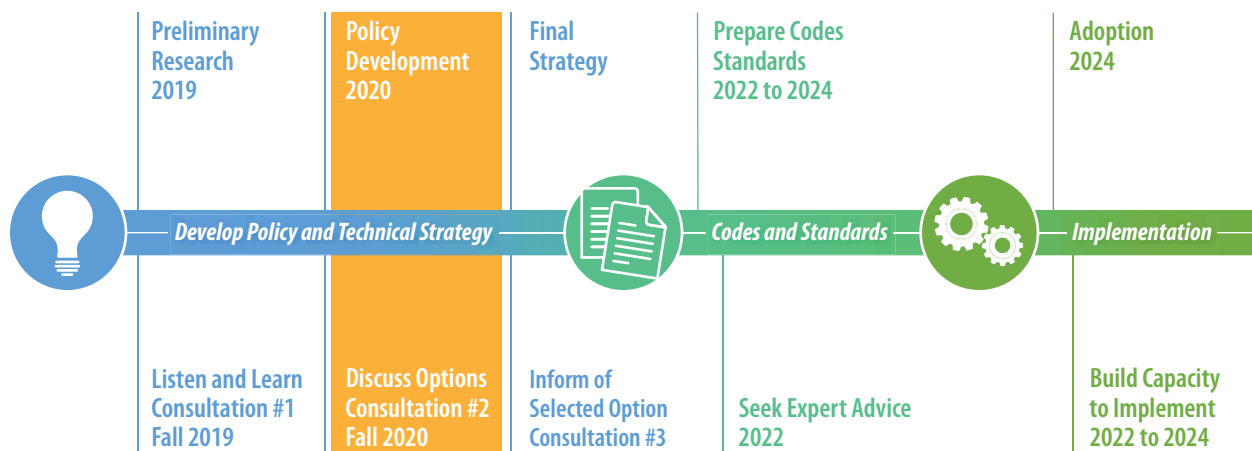 Preliminary
Research
2019
Policy
Development
2020
Final
Strategy
Prepare Codes
Standards
2022 to 2024
Adoption
2024
Develop Policy and Technical Strategy
Codes and Standards
Implementation
Listen and Learn
Consultation #1
Fall 2019
Discuss Options
Consultation #2
Fall 2020
Inform of
Selected Option
Consultation #3
Seek Expert Advice
2022
Build Capacity
to Implement
2022 to 2024